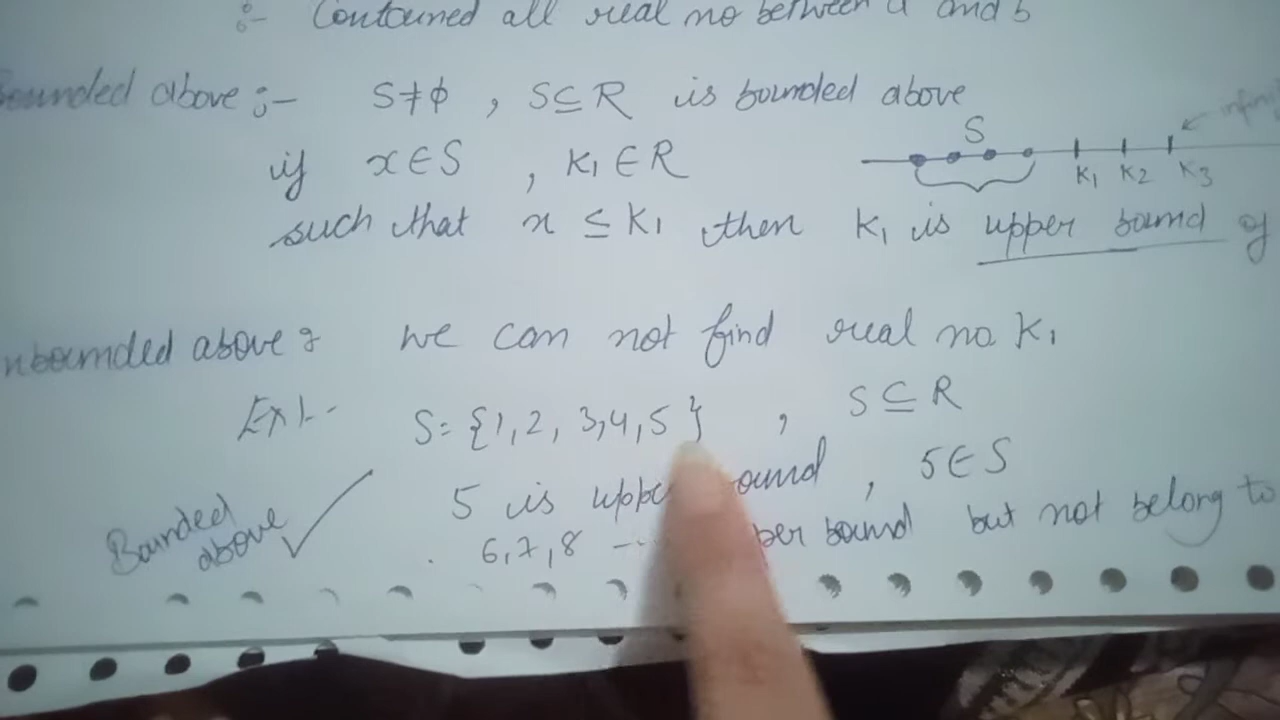 :- Contained all real no between a and b
Bounded above :- S≠ϕ , S⊆R is bounded above
if x∈S , K₁∈R
S
K₁ K₂ K₃
such that x ≤ K₁ then K₁ is upper bound of
nbounded above : we can not find real no K₁
Ex:- S={1,2,3,4,5} , S⊆R
5 is upper bound , 5∈S
Bounded above ✓
6,7,8 --- per bound but not belong to